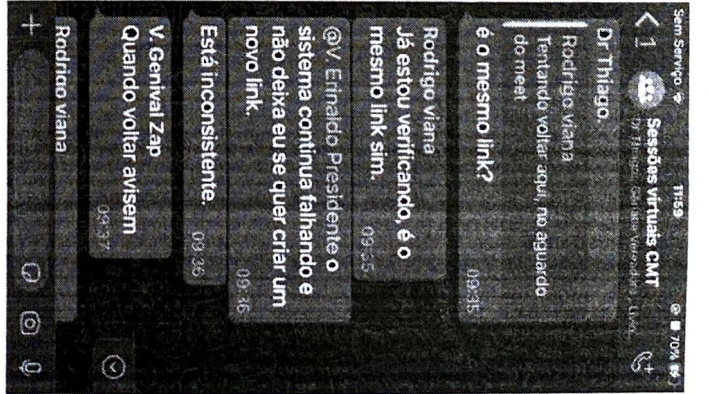 Sem Serviço
11:59
70%
1
Sessões virtuais CMT
Dr Thiago.
Rodrigo viana
Tentando voltar aqui, no aguardo
do meet
é o mesmo link?
09:35
Rodrigo viana
Já estou verificando, é o
mesmo link sim.
09:35
@V. Erinaldo Presidente o
sistema continua falhando e
não deixa eu se quer criar um
novo link.
09:36
Está inconsistente.
09:36
V. Genival Zap
Quando voltar avisem
09:37
Rodrigo viana